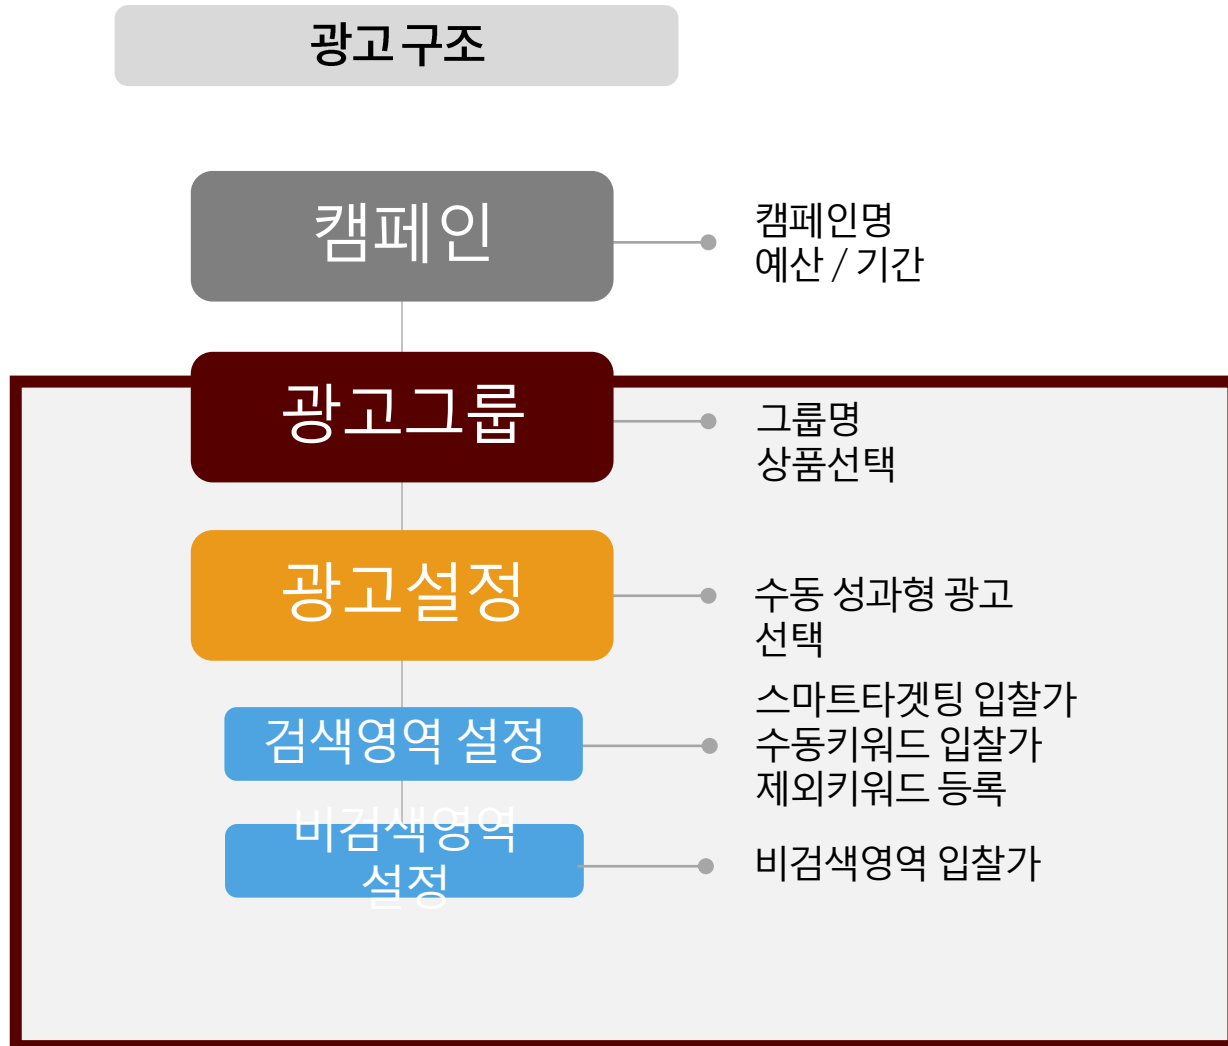 광고 구조
캠페인
캠페인명
예산 / 기간
광고그룹
그룹명
상품선택
광고설정
수동 성과형 광고
선택
검색영역 설정
스마트타겟팅 입찰가
수동키워드 입찰가
제외키워드 등록
비검색영역
설정
비검색영역 입찰가